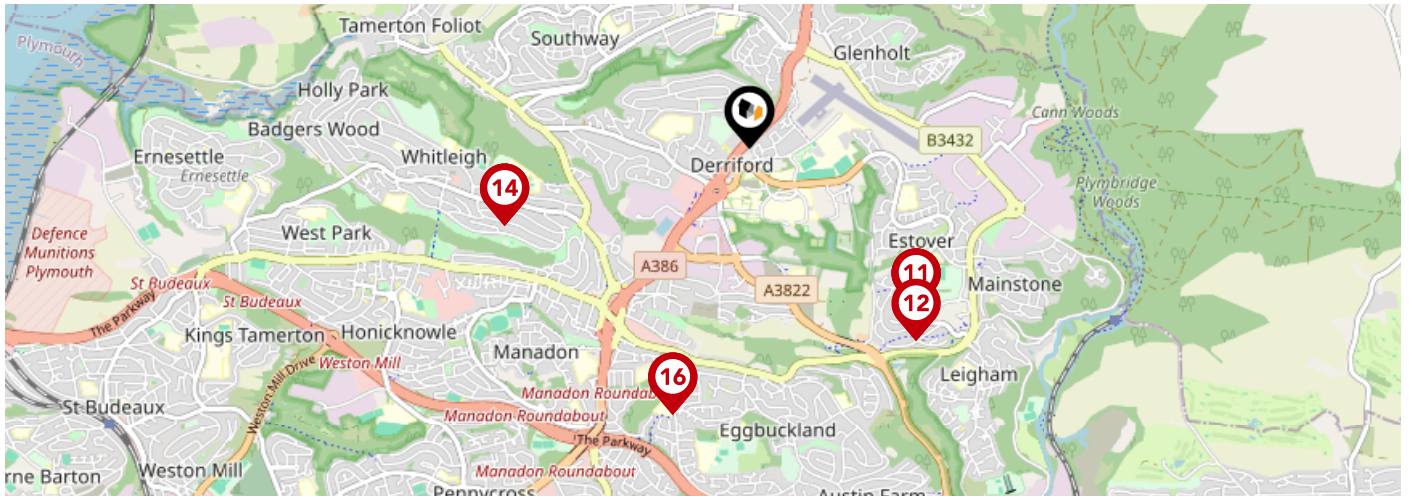 Tamerton Foliot
Southway
Glenholt
Plymouth
Holly Park
Cann Woods
Badgers Wood
B3432
Ernesettle
Whitleigh
Derriford
Ernesettle
14
Plymbridge
Woods
Defence
Munitions
Plymouth
West Park
Estover
A386
11
St Budeaux
A3822
Mainstone
The Parkway
St Budeaux
12
Kings Tamerton
Honicknowle
Manadon
Weston Mill
Leigham
16
Weston Mill Drive
Manadon
St Budeaux
Manadon Roundabout
Eggbuckland
The Parkway
Weston Mill
Manadon Roundabout
rne Barton
Pennycross
Austin Farm